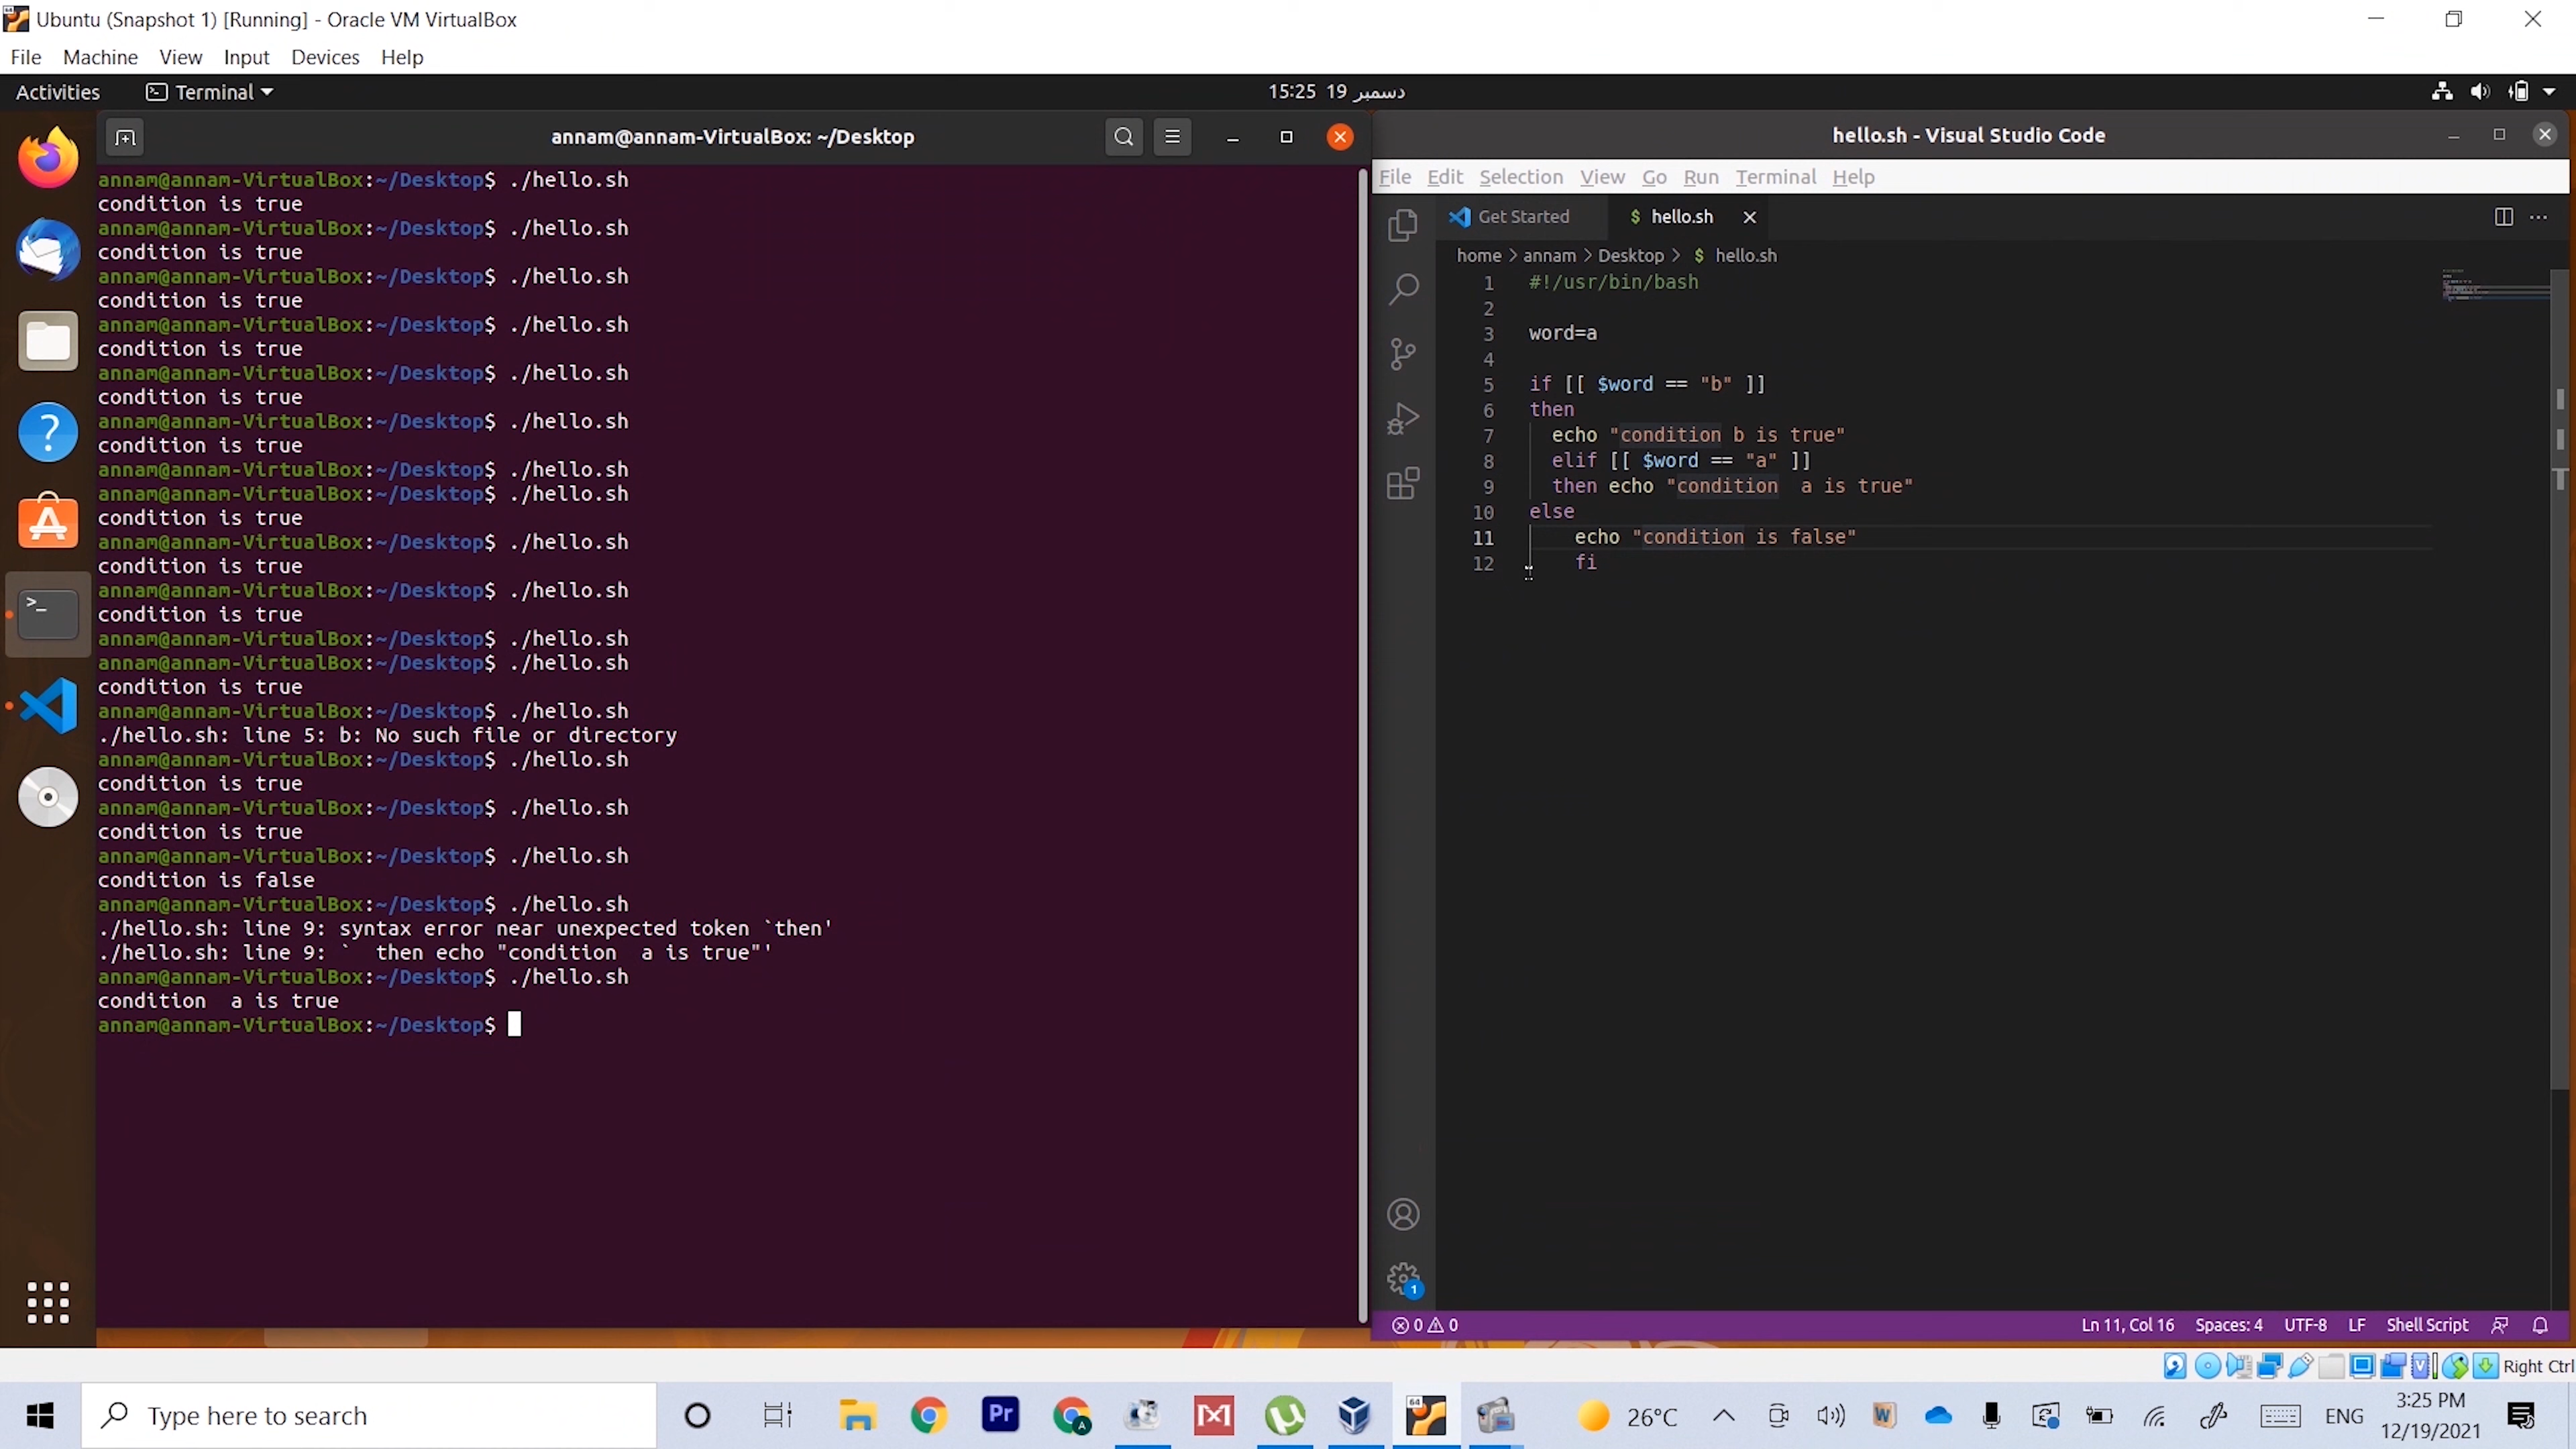 Ubuntu (Snapshot 1) [Running] - Oracle VM VirtualBox
File Machine View Input Devices Help
Activities Terminal 15:25 19 دسمبر
annam@annam-VirtualBox: ~/Desktop
annam@annam-VirtualBox:~/Desktop$ ./hello.sh
condition is true
annam@annam-VirtualBox:~/Desktop$ ./hello.sh
condition is true
annam@annam-VirtualBox:~/Desktop$ ./hello.sh
condition is true
annam@annam-VirtualBox:~/Desktop$ ./hello.sh
condition is true
annam@annam-VirtualBox:~/Desktop$ ./hello.sh
condition is true
annam@annam-VirtualBox:~/Desktop$ ./hello.sh
condition is true
annam@annam-VirtualBox:~/Desktop$ ./hello.sh
annam@annam-VirtualBox:~/Desktop$ ./hello.sh
condition is true
annam@annam-VirtualBox:~/Desktop$ ./hello.sh
condition is true
annam@annam-VirtualBox:~/Desktop$ ./hello.sh
condition is true
annam@annam-VirtualBox:~/Desktop$ ./hello.sh
annam@annam-VirtualBox:~/Desktop$ ./hello.sh
condition is true
annam@annam-VirtualBox:~/Desktop$ ./hello.sh
./hello.sh: line 5: b: No such file or directory
annam@annam-VirtualBox:~/Desktop$ ./hello.sh
condition is true
annam@annam-VirtualBox:~/Desktop$ ./hello.sh
condition is true
annam@annam-VirtualBox:~/Desktop$ ./hello.sh
condition is false
annam@annam-VirtualBox:~/Desktop$ ./hello.sh
./hello.sh: line 9: syntax error near unexpected token `then'
./hello.sh: line 9: `  then echo "condition  a is true"'
annam@annam-VirtualBox:~/Desktop$ ./hello.sh
condition  a is true
annam@annam-VirtualBox:~/Desktop$
hello.sh - Visual Studio Code
File Edit Selection View Go Run Terminal Help
Get Started $ hello.sh
home > annam > Desktop > $ hello.sh
1 #!/usr/bin/bash
2
3 word=a
4
5 if [[ $word == "b" ]]
6 then
7   echo "condition b is true"
8   elif [[ $word == "a" ]]
9   then echo "condition  a is true"
10 else
11     echo "condition is false"
12     fi
1
0 0 Ln 11, Col 16 Spaces: 4 UTF-8 LF Shell Script
Right Ctrl
Type here to search Pr A 64 26°C W ENG 3:25 PM
12/19/2021